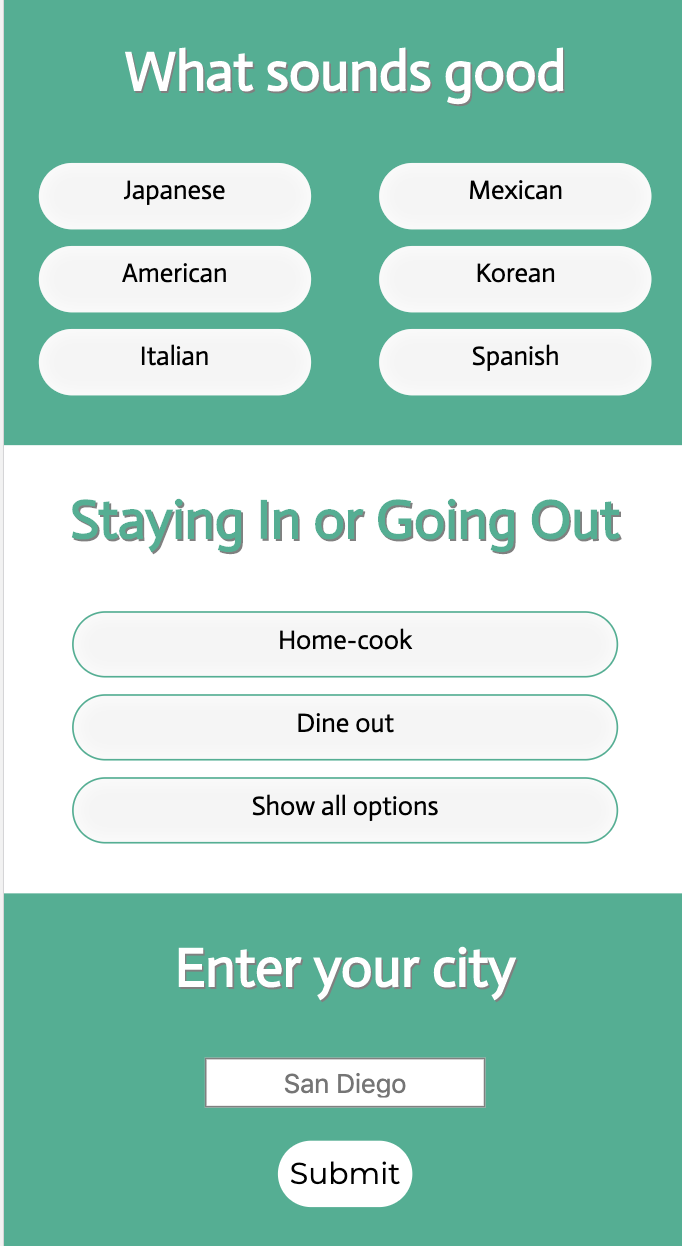 What sounds good
Japanese
Mexican
American
Korean
Italian
Spanish
Staying In or Going Out
Home-cook
Dine out
Show all options
Enter your city
San Diego
Submit